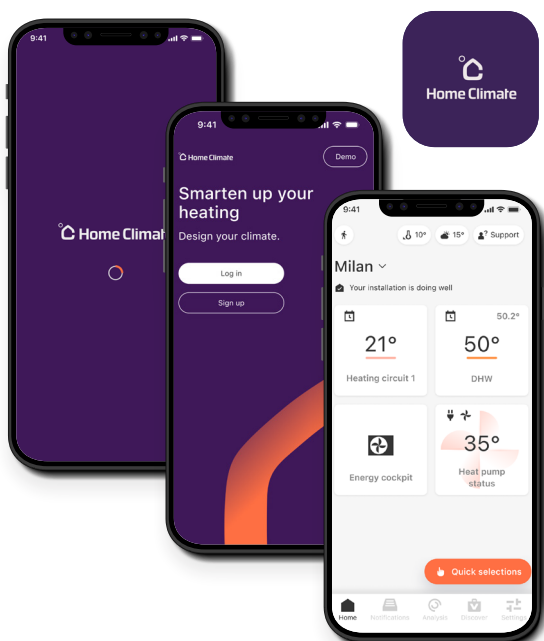 9:41
Home Climat
9:41
Home Climate
Demo
Smarten up your
heating
Design your climate.
Log in
Sign up
Home Climate
9:41
10°
15°
Support
Milan
Your installation is doing well
21°
Heating circuit 1
50.2°
50°
DHW
Energy cockpit
35°
Heat pump
status
Quick selections
Home
Notifications
Analysis
Discover
Settings